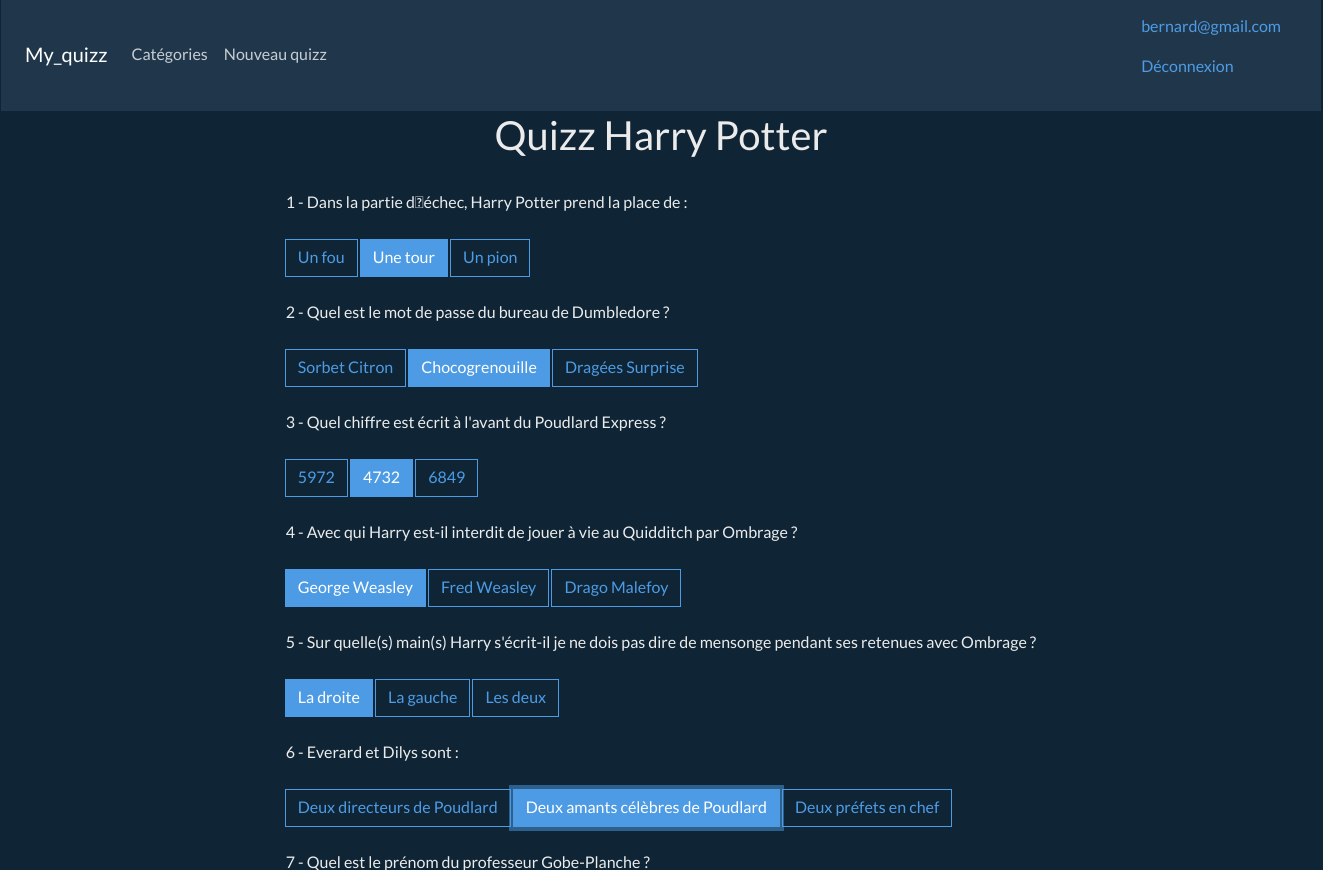 My_quizz Catégories Nouveau quizz
bernard@gmail.com
Déconnexion
Quizz Harry Potter
1 - Dans la partie d�échec, Harry Potter prend la place de :
Un fou Une tour Un pion
2 - Quel est le mot de passe du bureau de Dumbledore ?
Sorbet Citron Chocogrenouille Dragées Surprise
3 - Quel chiffre est écrit à l'avant du Poudlard Express ?
5972 4732 6849
4 - Avec qui Harry est-il interdit de jouer à vie au Quidditch par Ombrage ?
George Weasley Fred Weasley Drago Malefoy
5 - Sur quelle(s) main(s) Harry s'écrit-il je ne dois pas dire de mensonge pendant ses retenues avec Ombrage ?
La droite La gauche Les deux
6 - Everard et Dilys sont :
Deux directeurs de Poudlard Deux amants célèbres de Poudlard Deux préfets en chef
7 - Quel est le prénom du professeur Gobe-Planche ?